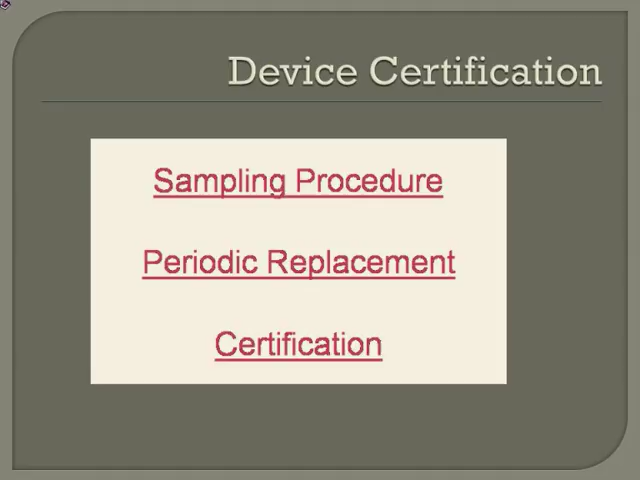 Device Certification
Sampling Procedure
Periodic Replacement
Certification